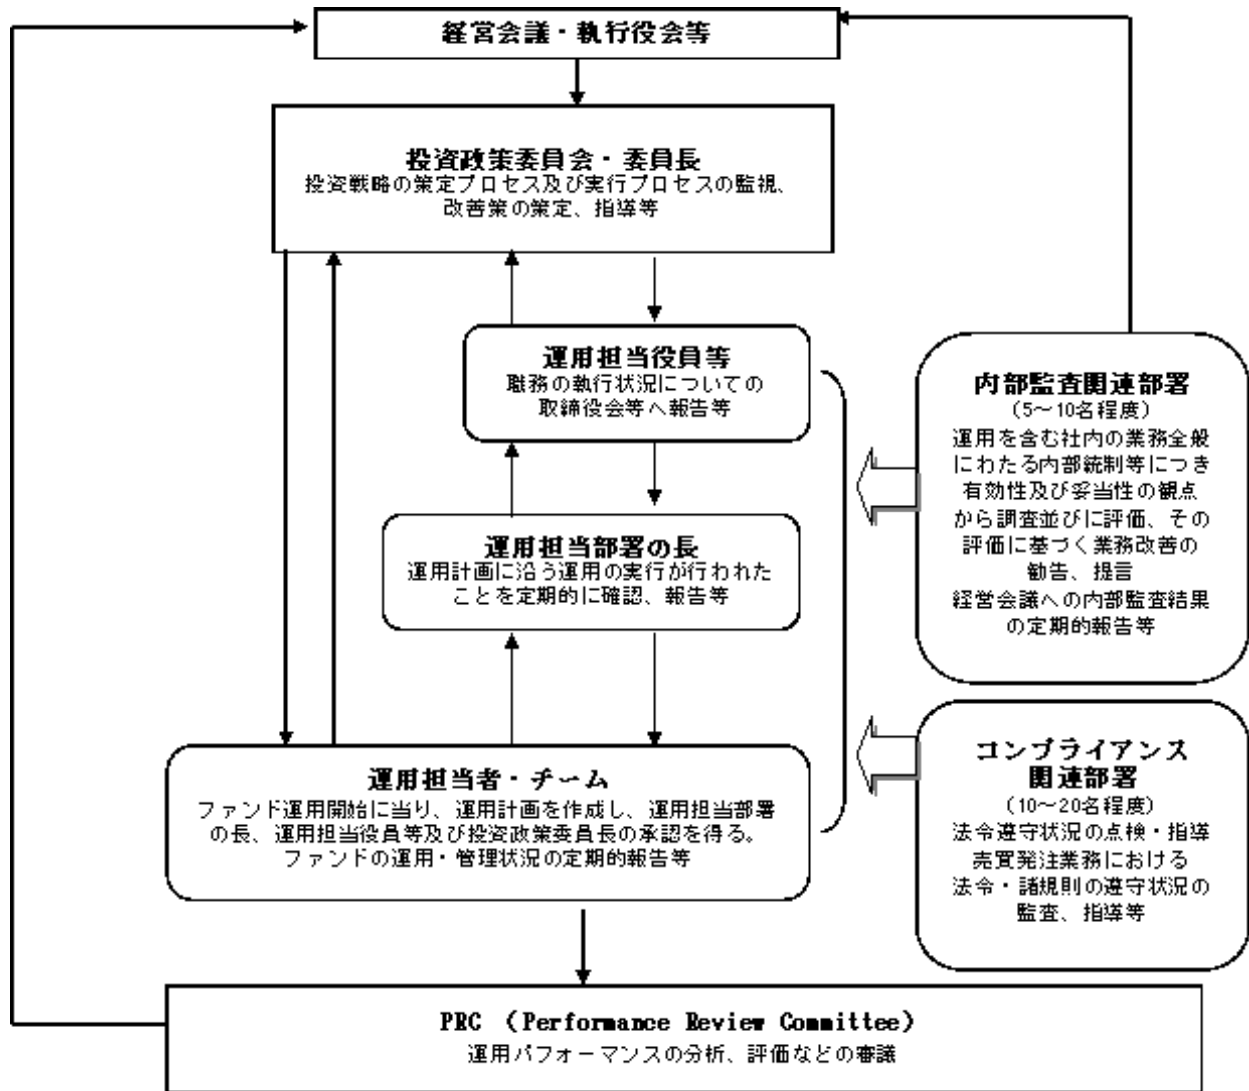 経営会議・執行役会等
投資政策委員会・委員長
投資戦略の策定プロセス及び実行プロセスの監視、
改善策の策定、指導等
運用担当役員等
職務の執行状況についての
取締役会等へ報告等
運用担当部署の長
運用計画に沿う運用の実行が行われた
ことを定期的に確認、報告等
運用担当者・チーム
ファンド運用開始に当り、運用計画を作成し、運用担当部署
の長、運用担当役員等及び投資政策委員長の承認を得る。
ファンドの運用・管理状況の定期的報告等
内部監査関連部署
（5～10名程度）
運用を含む社内の業務全般
にわたる内部統制等につき
有効性及び妥当性の観点
から調査並びに評価、その
評価に基づく業務改善の
勧告、提言
経営会議への内部監査結果
の定期的報告等
コンプライアンス
関連部署
（10～20名程度）
法令遵守状況の点検・指導
売買発注業務における
法令・諸規則の遵守状況の
監査、指導等
PRC （Performance Review Committee）
運用パフォーマンスの分析、評価などの審議